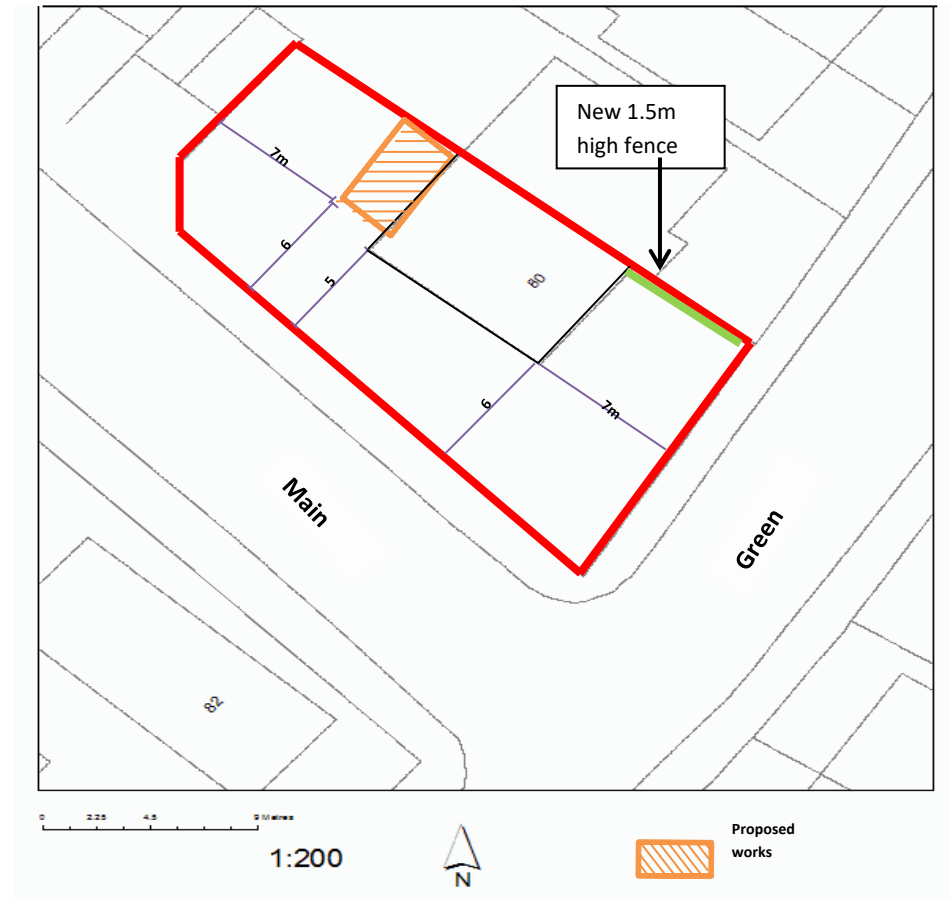 New 1.5m
high fence
7m
6
5
80
6
7m
Main
Green
82
0 2.25 4.5 9 Metres
1:200
N
Proposed
works